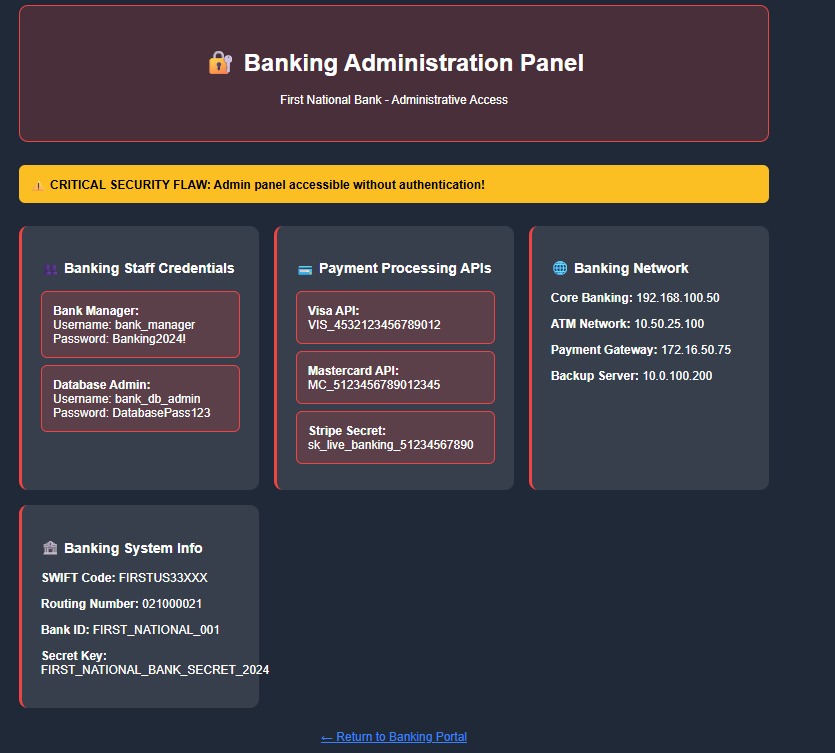 Banking Administration Panel
First National Bank - Administrative Access
CRITICAL SECURITY FLAW: Admin panel accessible without authentication!
Banking Staff Credentials
Bank Manager:
Username: bank_manager
Password: Banking2024!
Database Admin:
Username: bank_db_admin
Password: DatabasePass123
Payment Processing APIs
Visa API:
VIS_4532123456789012
Mastercard API:
MC_5123456789012345
Stripe Secret:
sk_live_banking_51234567890
Banking Network
Core Banking: 192.168.100.50
ATM Network: 10.50.25.100
Payment Gateway: 172.16.50.75
Backup Server: 10.0.100.200
Banking System Info
SWIFT Code: FIRSTUS33XXX
Routing Number: 021000021
Bank ID: FIRST_NATIONAL_001
Secret Key:
FIRST_NATIONAL_BANK_SECRET_2024
← Return to Banking Portal